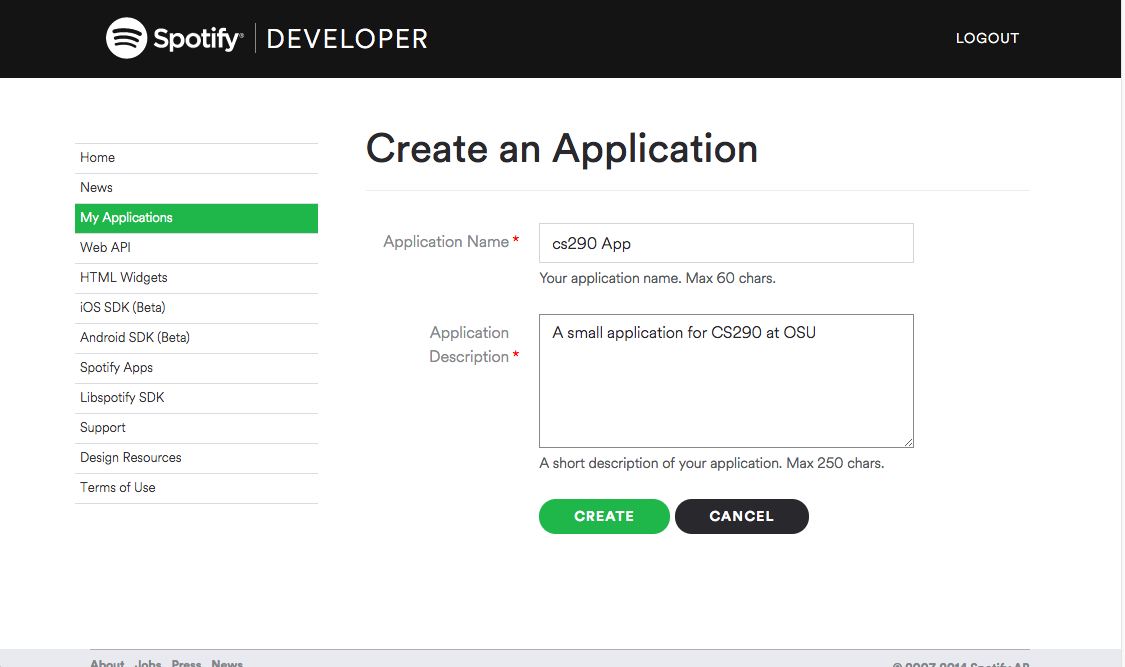 Spotify® DEVELOPER
LOGOUT
Home
News
My Applications
Web API
HTML Widgets
iOS SDK (Beta)
Android SDK (Beta)
Spotify Apps
Libspotify SDK
Support
Design Resources
Terms of Use
Create an Application
Application Name *
cs290 App
Your application name. Max 60 chars.
Application
Description *
A small application for CS290 at OSU
A short description of your application. Max 250 chars.
CREATE CANCEL
About Jobs Press News
© 2007-2014 Spotify AB